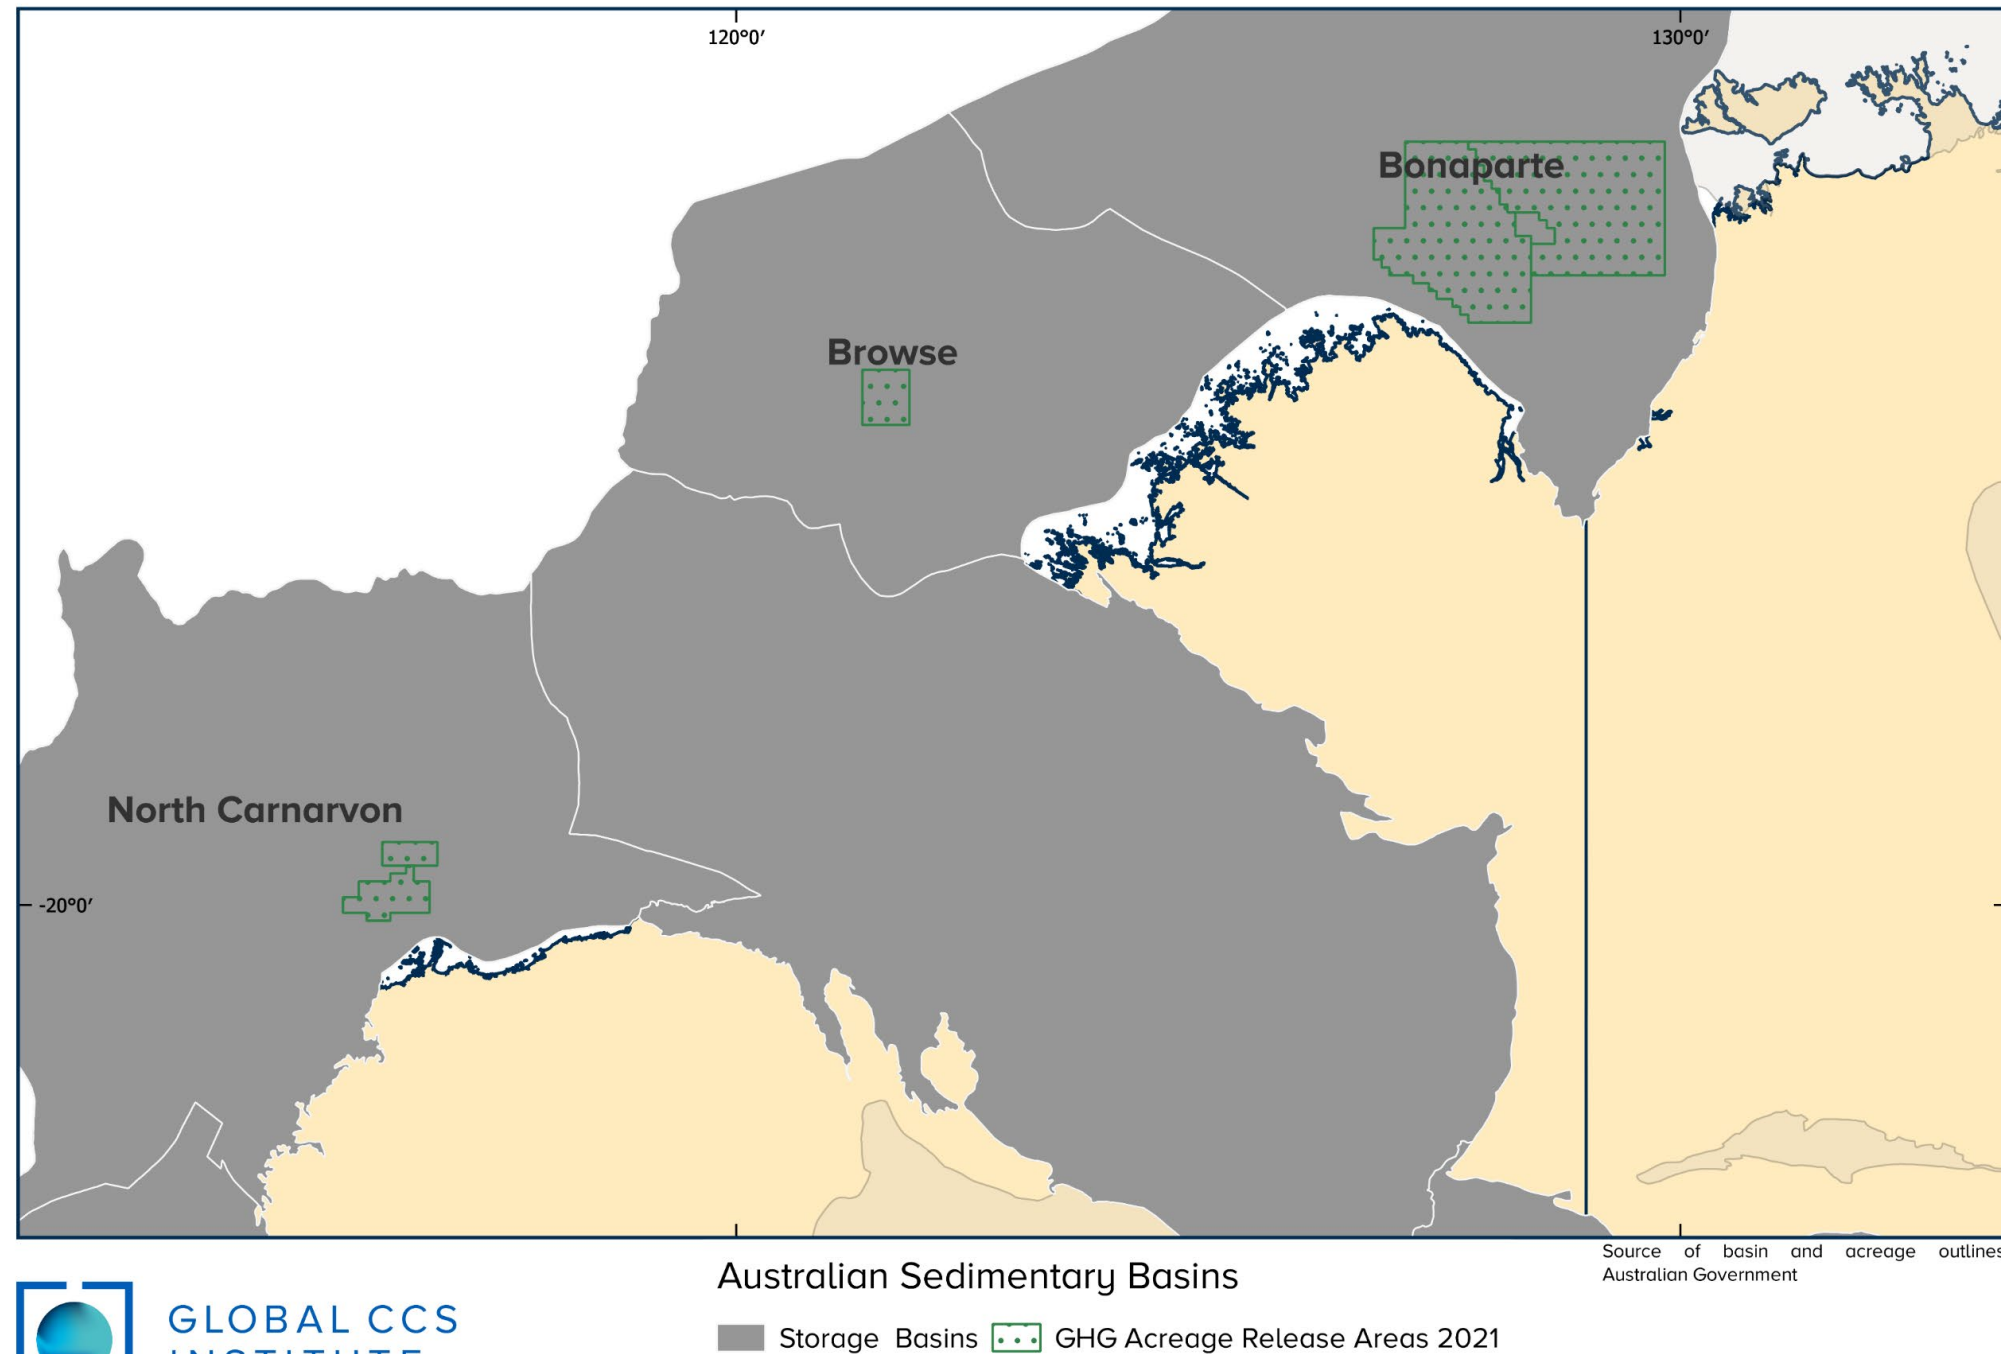 120°0′
130°0′
Bonaparte
Browse
North Carnarvon
-20°0′
Source of basin and acreage outlines
Australian Government
Australian Sedimentary Basins
GLOBAL CCS
INSTITUTE
Storage Basins
GHG Acreage Release Areas 2021